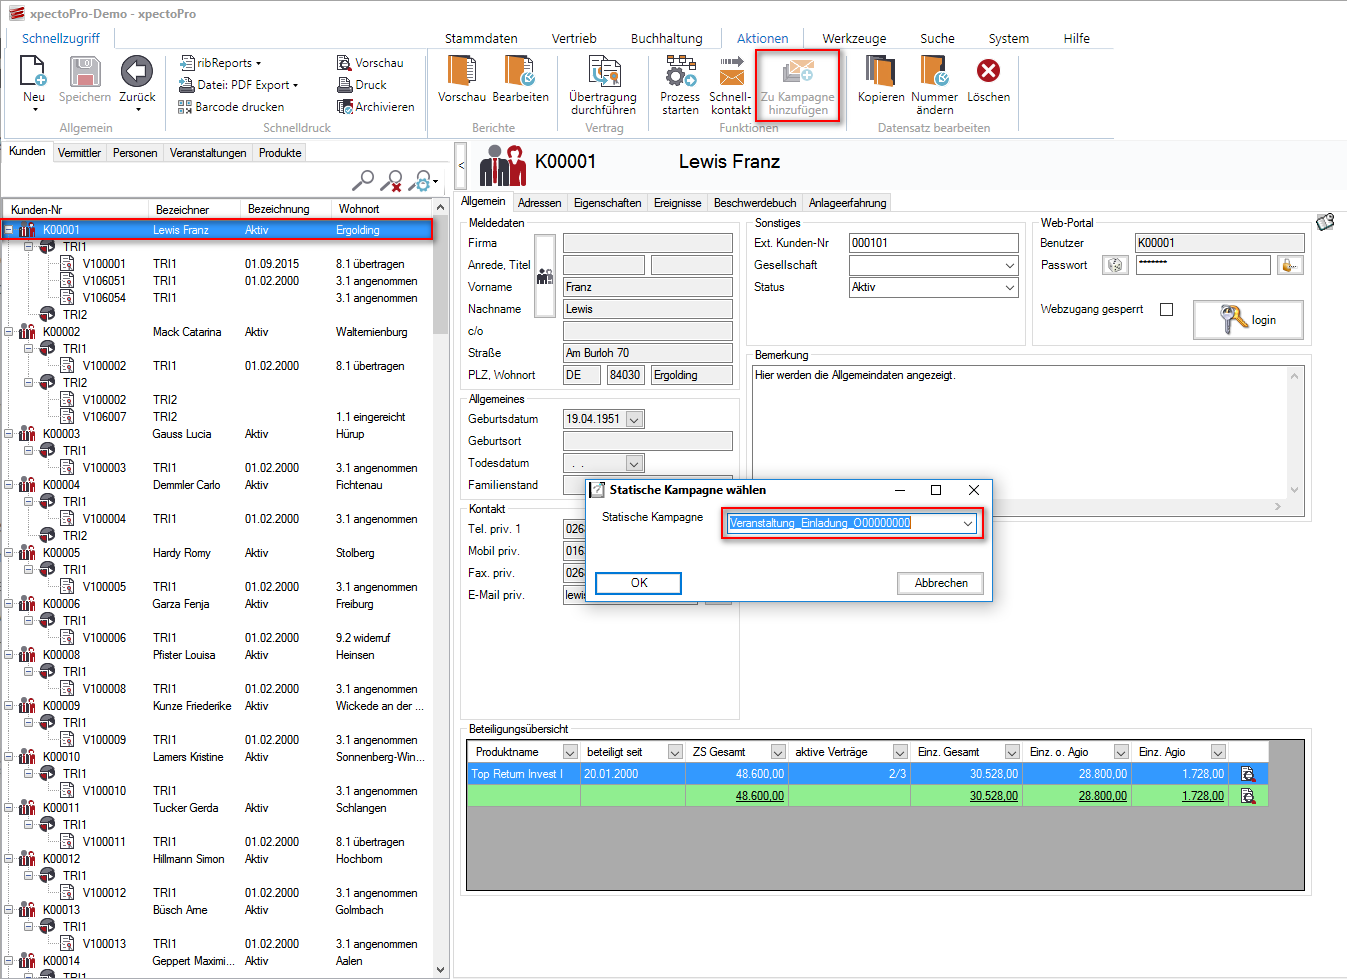 xpectoPro-Demo - xpectoPro
Schnellzugriff
Stammdaten Vertrieb Buchhaltung Aktionen Werkzeuge Suche System Hilfe
Neu Speichern Zurück
ribReports
Datei: PDF Export
Barcode drucken
Vorschau
Druck
Archivieren
Vorschau Bearbeiten
Übertragung durchführen
Prozess starten
Schnell-kontakt
Zu Kampagne hinzufügen
Kopieren
Nummer ändern
Löschen
Allgemein Schnelldruck Berichte Vertrag Funktionen Datensatz bearbeiten
Kunden Vermittler Personen Veranstaltungen Produkte
Kunden-Nr Bezeichner Bezeichnung Wohnort
K00001 Lewis Franz Aktiv Ergolding
TRI1
V100001 TRI1 01.09.2015 8.1 übertragen
V106051 TRI1 01.02.2000 3.1 angenommen
V106054 TRI1 3.1 angenommen
TRI2
K00002 Mack Catarina Aktiv Walternienburg
TRI1
V100002 TRI1 01.02.2000 8.1 übertragen
TRI2
V100002 TRI2
V106007 TRI2 1.1 eingereicht
K00003 Gauss Lucia Aktiv Hürup
TRI1
V100003 TRI1 01.02.2000 3.1 angenommen
K00004 Demmler Carlo Aktiv Fichtenau
TRI1
V100004 TRI1 01.02.2000 3.1 angenommen
TRI2
K00005 Hardy Romy Aktiv Stolberg
TRI1
V100005 TRI1 01.02.2000 3.1 angenommen
K00006 Garza Fenja Aktiv Freiburg
TRI1
V100006 TRI1 01.02.2000 9.2 widerruf
K00008 Pfister Louisa Aktiv Heinsen
TRI1
V100008 TRI1 01.02.2000 3.1 angenommen
K00009 Kunze Friederike Aktiv Wickede an der ...
TRI1
V100009 TRI1 01.02.2000 3.1 angenommen
K00010 Lamers Kristine Aktiv Sonnenberg-Win...
TRI1
V100010 TRI1 01.02.2000 3.1 angenommen
K00011 Tucker Gerda Aktiv Schlangen
TRI1
V100011 TRI1 01.02.2000 8.1 übertragen
K00012 Hillmann Simon Aktiv Hochborn
TRI1
V100012 TRI1 01.02.2000 3.1 angenommen
K00013 Büsch Arne Aktiv Golmbach
TRI1
V100013 TRI1 01.02.2000 3.1 angenommen
K00014 Geppert Maximi... Aktiv Aalen
TRI1
<
K00001 Lewis Franz
Allgemein Adressen Eigenschaften Ereignisse Beschwerdebuch Anlageerfahrung
Meldedaten
Firma
Anrede, Titel
Vorname Franz
Nachname Lewis
c/o
Straße Am Burloh 70
PLZ, Wohnort DE 84030 Ergolding
Allgemeines
Geburtsdatum 19.04.1951
Geburtsort
Todesdatum . .
Familienstand
Kontakt
Tel. priv. 1 026
Mobil priv. 016
Fax. priv. 026
E-Mail priv. lewi
Sonstiges
Ext. Kunden-Nr 000101
Gesellschaft
Status Aktiv
Web-Portal
Benutzer K00001
Passwort *******
Webzugang gesperrt login
Bemerkung
Hier werden die Allgemeindaten angezeigt.
Statische Kampagne wählen
Statische Kampagne Veranstaltung_Einladung_O00000000
OK Abbrechen
Beteiligungsübersicht
Produktname beteiligt seit ZS Gesamt aktive Verträge Einz. Gesamt Einz. o. Agio Einz. Agio
Top Return Invest I 20.01.2000 48.600,00 2/3 30.528,00 28.800,00 1.728,00
48.600,00 30.528,00 28.800,00 1.728,00